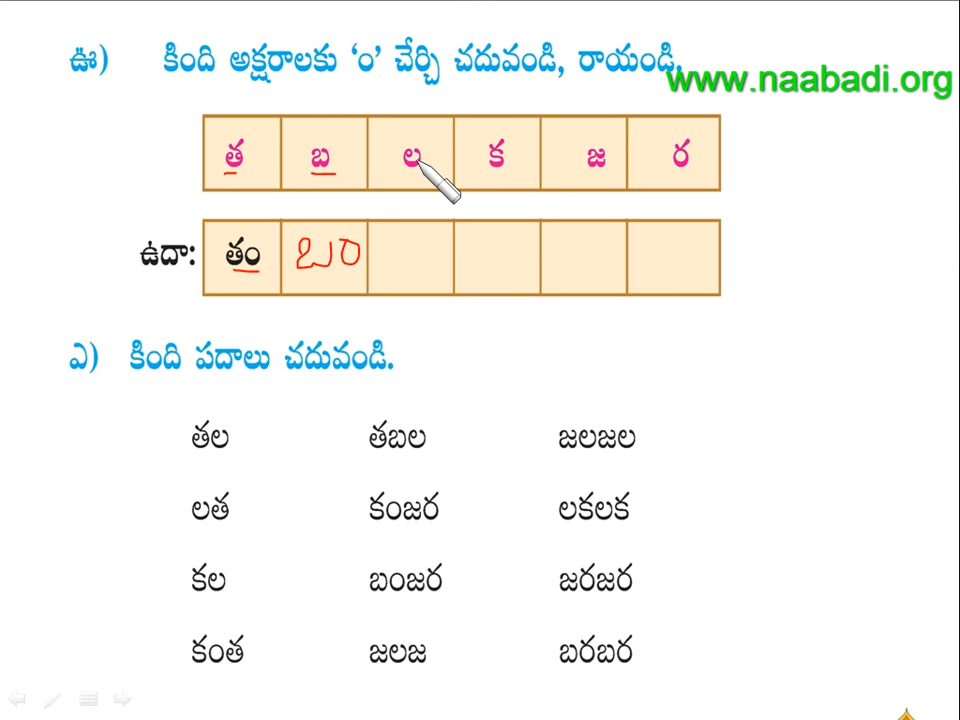 ఊ) కింది అక్షరాలకు ‘ం’ చేర్చి చదువండి, రాయండి.
www.naabadi.org
త బ ల క జ ర
ఉదా: తం బం
ఎ) కింది పదాలు చదువండి.
తల తబల జలజల
లత కంజర లకలక
కల బంజర జరజర
కంత జలజ బరబర